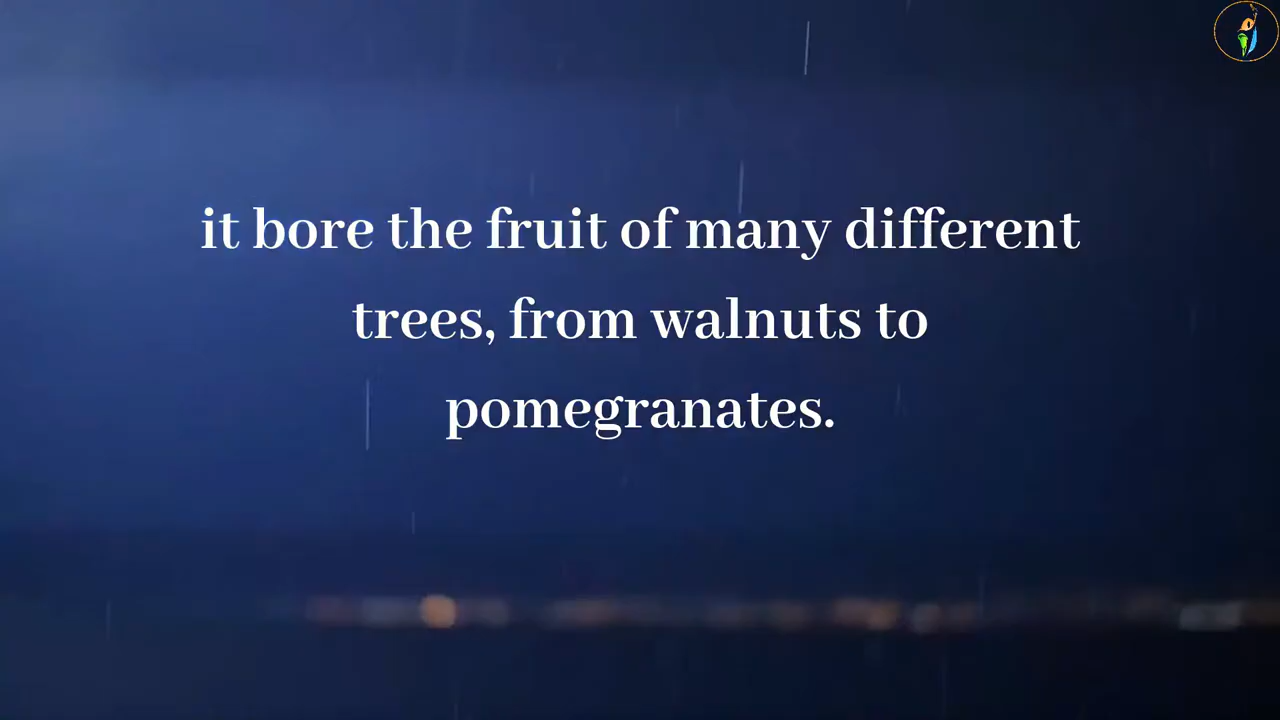 it bore the fruit of many different
trees, from walnuts to
pomegranates.